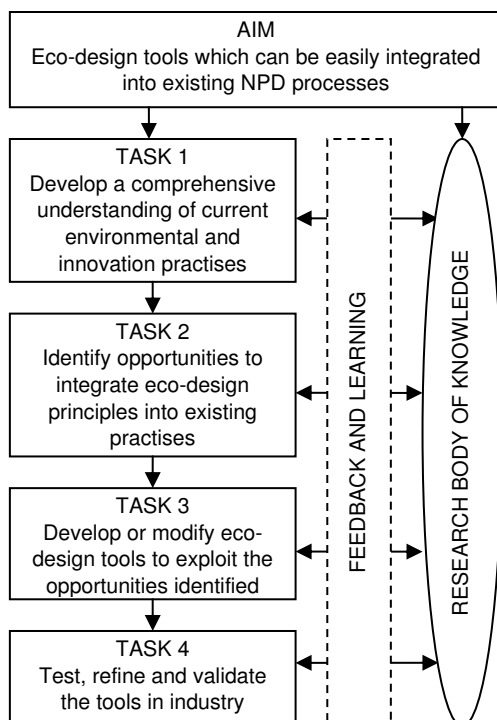 AIM
Eco-design tools which can be easily integrated
into existing NPD processes
TASK 1
Develop a comprehensive
understanding of current
environmental and
innovation practises
TASK 2
Identify opportunities to
integrate eco-design
principles into existing
practises
TASK 3
Develop or modify eco-
design tools to exploit the
opportunities identified
TASK 4
Test, refine and validate
the tools in industry
FEEDBACK AND LEARNING
RESEARCH BODY OF KNOWLEDGE